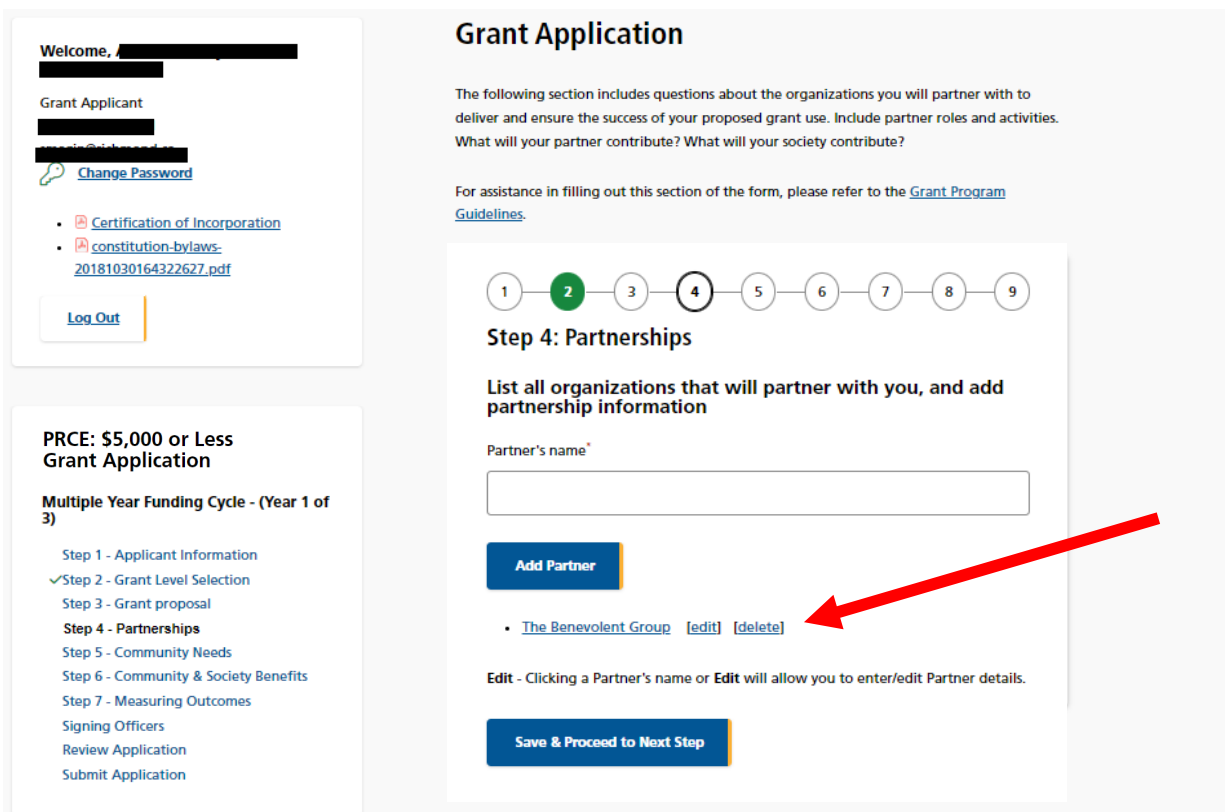 Welcome,
Grant Applicant
Change Password
Certification of Incorporation
constitution-bylaws-
20181030164322627.pdf
Log Out
PRCE: $5,000 or Less
Grant Application
Multiple Year Funding Cycle - (Year 1 of
3)
Step 1 - Applicant Information
Step 2 - Grant Level Selection
Step 3 - Grant proposal
Step 4 - Partnerships
Step 5 - Community Needs
Step 6 - Community & Society Benefits
Step 7 - Measuring Outcomes
Signing Officers
Review Application
Submit Application
Grant Application
The following section includes questions about the organizations you will partner with to
deliver and ensure the success of your proposed grant use. Include partner roles and activities.
What will your partner contribute? What will your society contribute?
For assistance in filling out this section of the form, please refer to the Grant Program
Guidelines.
1 2 3 4 5 6 7 8 9
Step 4: Partnerships
List all organizations that will partner with you, and add
partnership information
Partner's name*
Add Partner
The Benevolent Group [edit] [delete]
Edit - Clicking a Partner's name or Edit will allow you to enter/edit Partner details.
Save & Proceed to Next Step